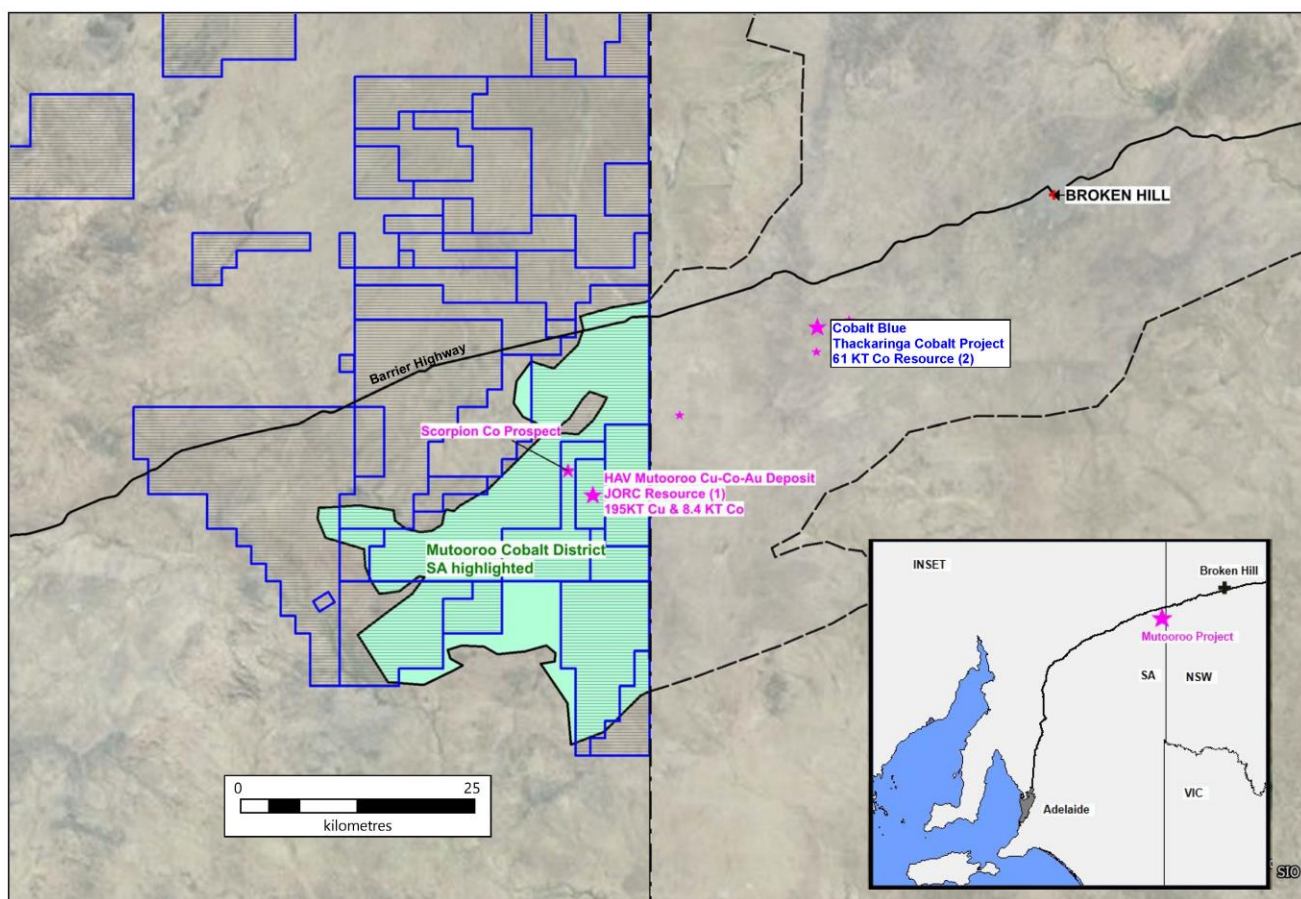 BROKEN HILL
Cobalt Blue
Thackaringa Cobalt Project
61 KT Co Resource (2)
Barrier Highway
Scorpion Co Prospect
HAV Mutooroo Cu-Co-Au Deposit
JORC Resource (1)
195KT Cu & 8.4 KT Co
Mutooroo Cobalt District
SA highlighted
0 25
kilometres
INSET
Broken Hill
Mutooroo Project
SA
NSW
Adelaide
VIC
SIO